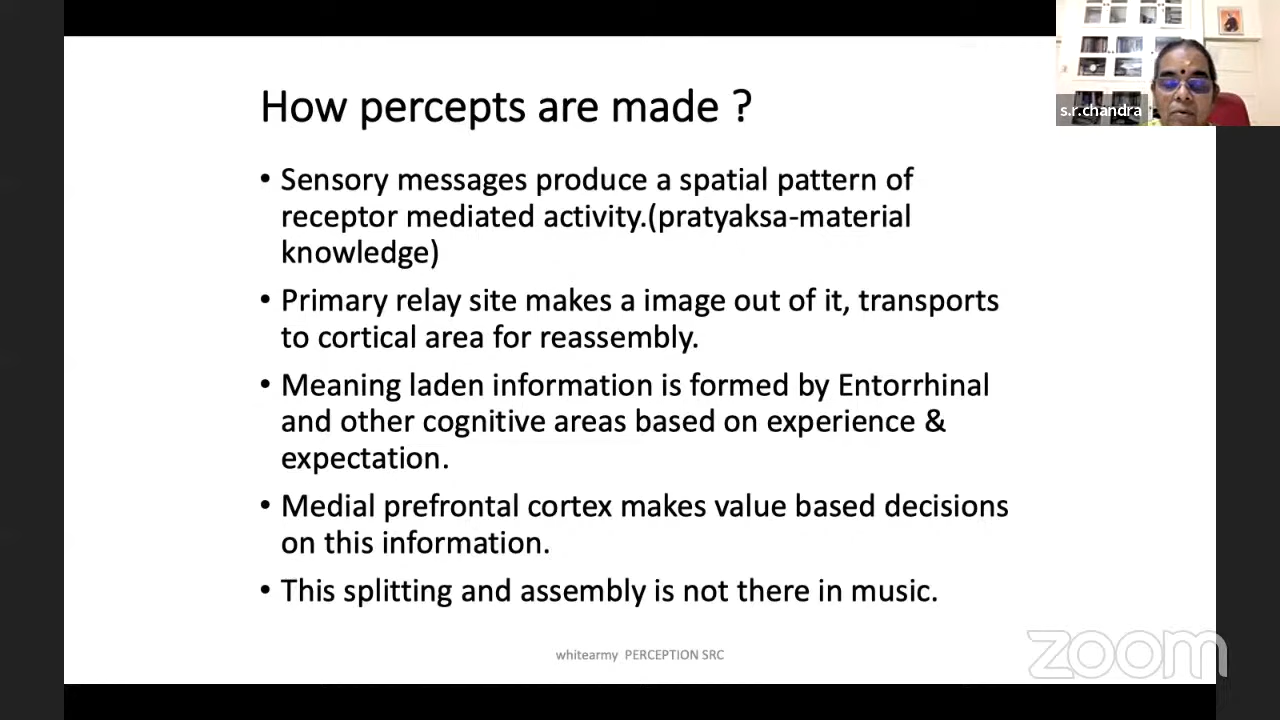 How percepts are made ?
• Sensory messages produce a spatial pattern of
receptor mediated activity.(pratyaksa-material
knowledge)
• Primary relay site makes a image out of it, transports
to cortical area for reassembly.
• Meaning laden information is formed by Entorrhinal
and other cognitive areas based on experience &
expectation.
• Medial prefrontal cortex makes value based decisions
on this information.
• This splitting and assembly is not there in music.
whitearmy PERCEPTION SRC
s.r.chandra
zoom